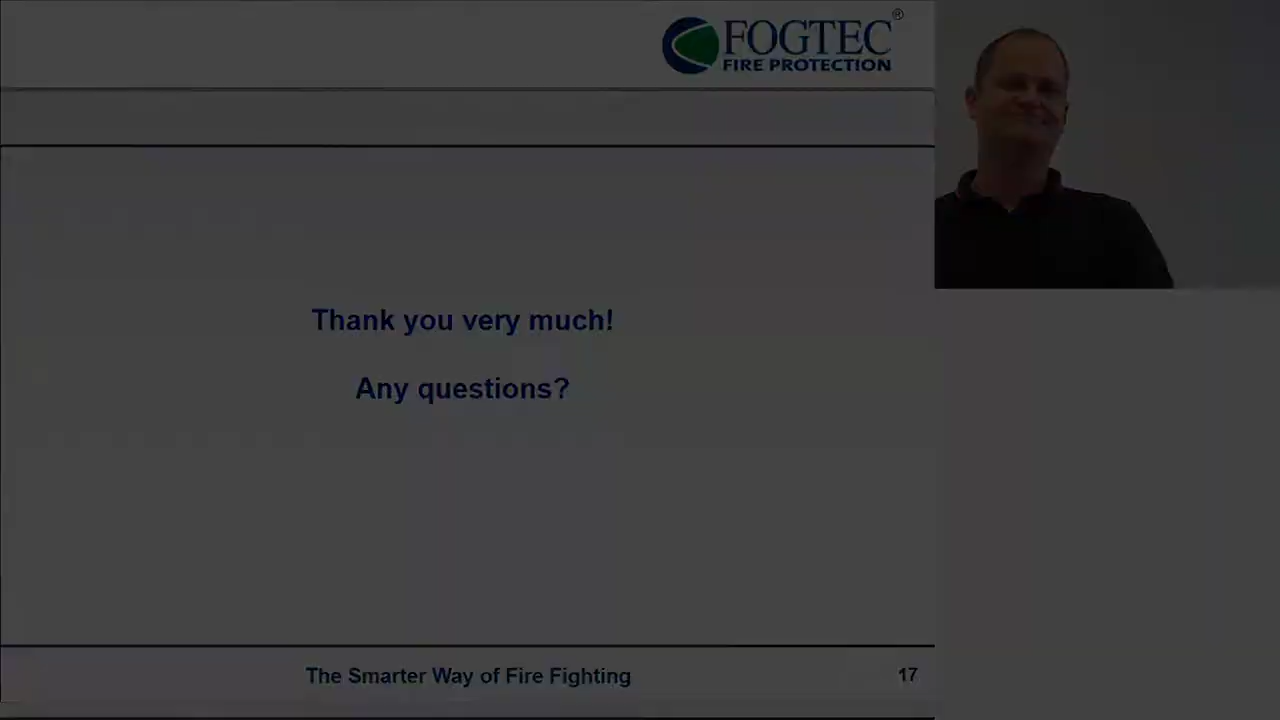 FOGTEC®
FIRE PROTECTION
Thank you very much!
Any questions?
The Smarter Way of Fire Fighting
17